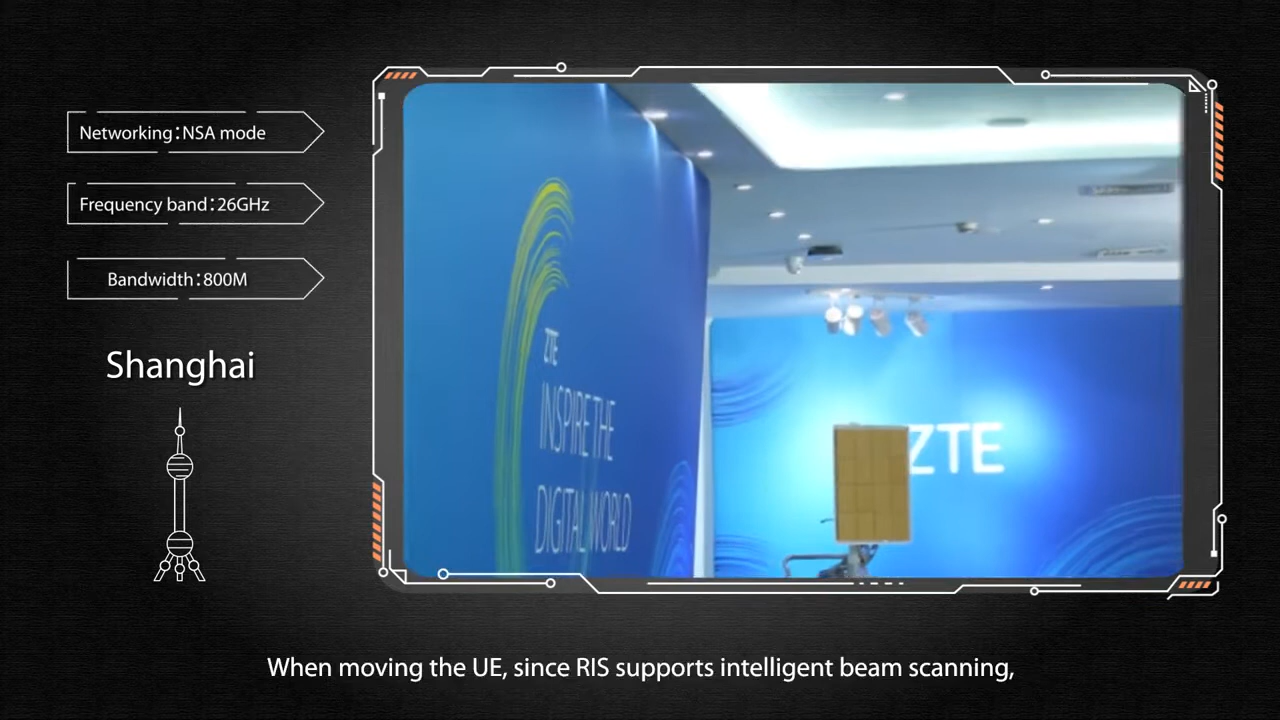 Networking:NSA mode
Frequency band:26GHz
Bandwidth:800M
Shanghai
ZTE
INSPIRE THE
DIGITAL WORLD
ZTE
When moving the UE, since RIS supports intelligent beam scanning,